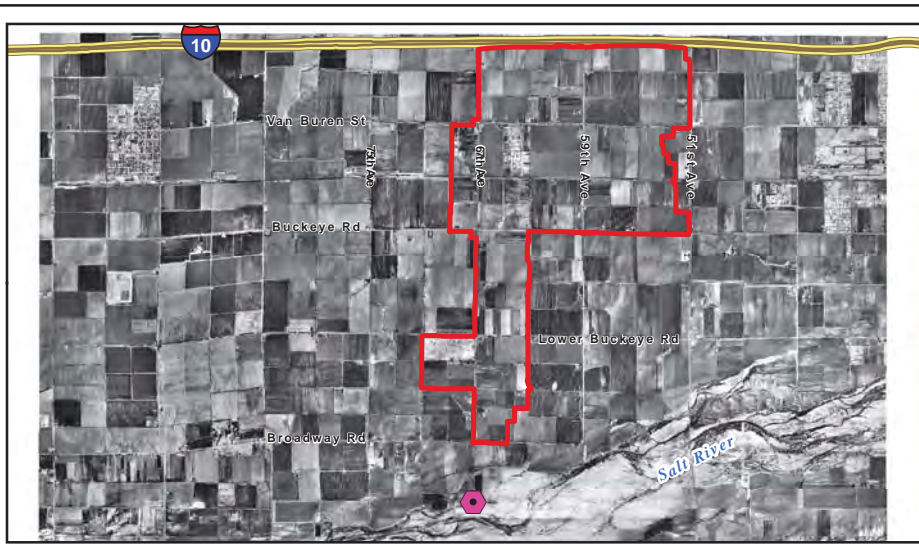 10
Van Buren St
75th Ave
67th Ave
59th Ave
51st Ave
Buckeye Rd
Lower Buckeye Rd
Broadway Rd
Salt River